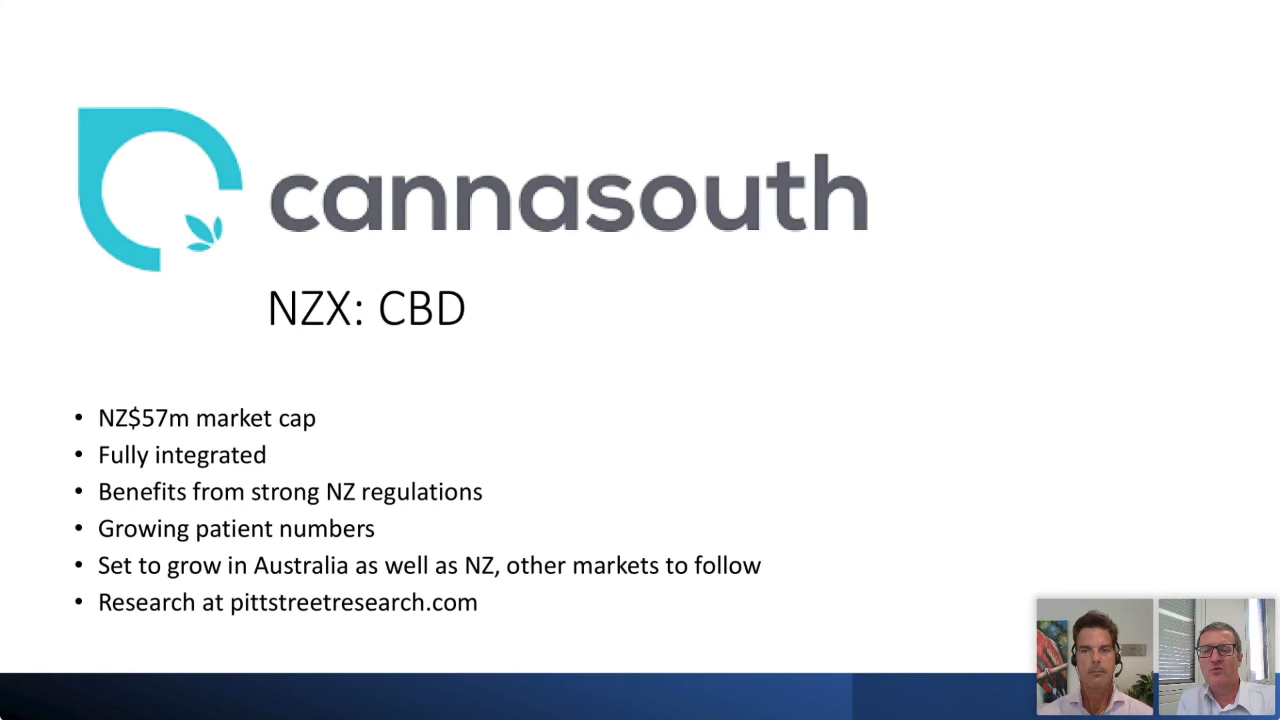 cannasouth
NZX: CBD
• NZ$57m market cap
• Fully integrated
• Benefits from strong NZ regulations
• Growing patient numbers
• Set to grow in Australia as well as NZ, other markets to follow
• Research at pittstreetresearch.com